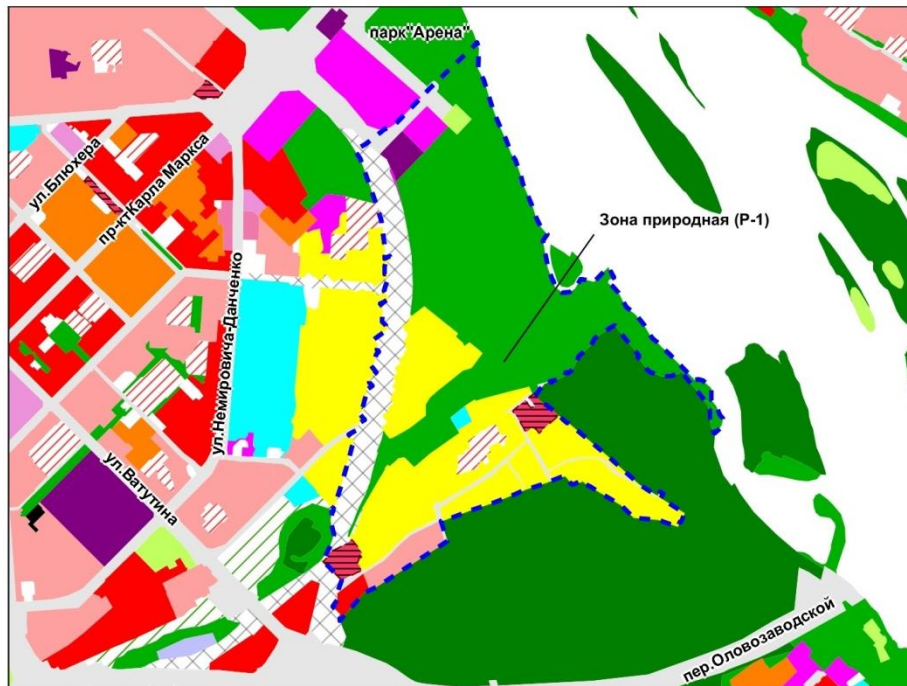 парк"Арена"
ул.Блюхера
пр-кт Карла Маркса
Зона природная (Р-1)
ул.Немировича-Данченко
ул.Ватутина
пер.Оловозаводской